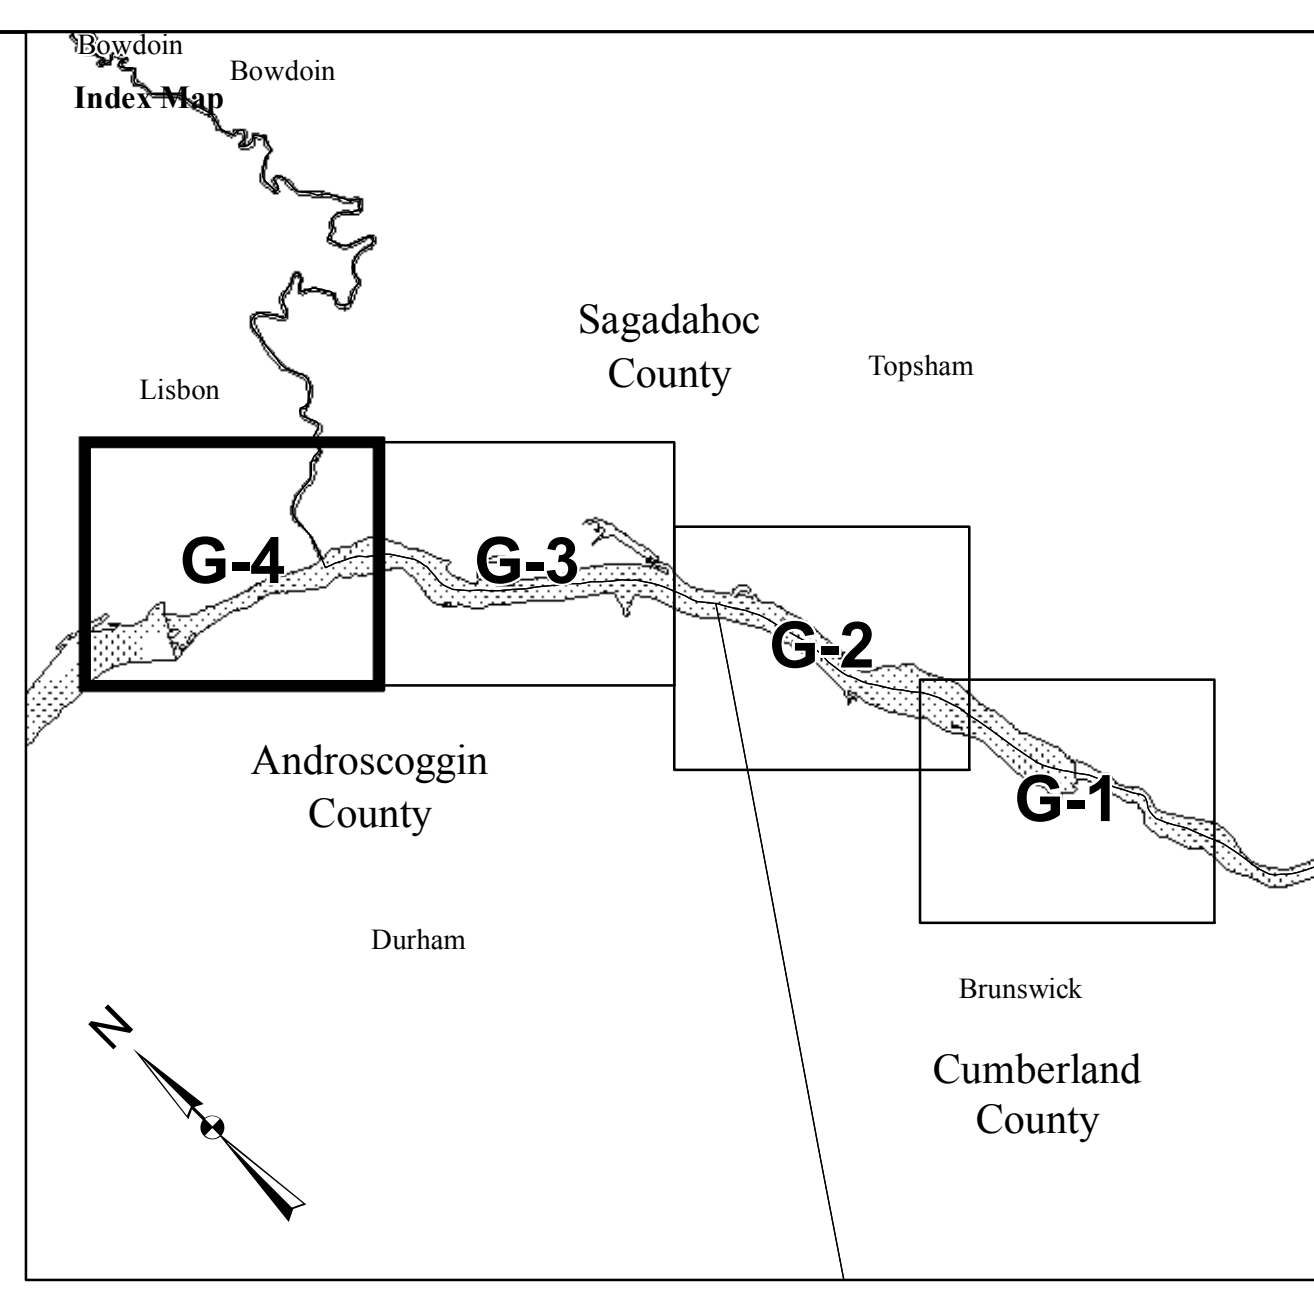 Bowdoin
Bowdoin
Index Map
Sagadahoc
County
Topsham
Lisbon
G-4
G-3
G-2
G-1
Androscoggin
County
Durham
Brunswick
N
Cumberland
County